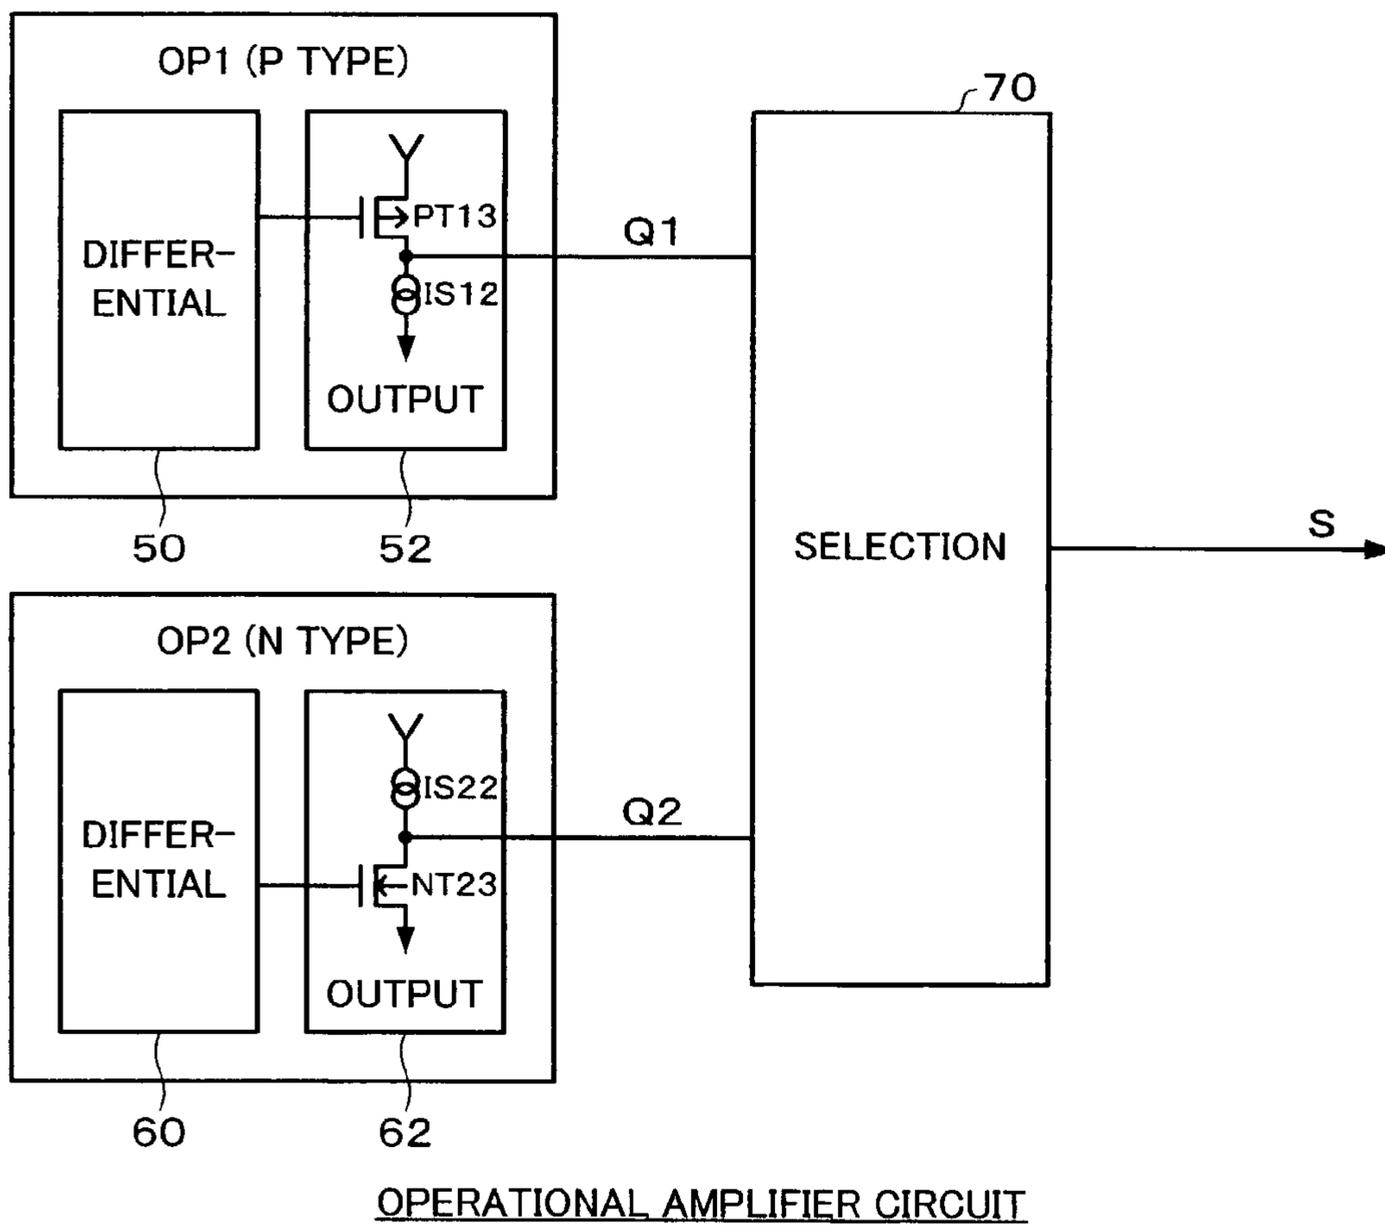 OP1 (P TYPE)
DIFFER-
ENTIAL
PT13
IS12
OUTPUT
50
52
Q1
70
SELECTION
S
OP2 (N TYPE)
DIFFER-
ENTIAL
IS22
NT23
OUTPUT
60
62
Q2
OPERATIONAL AMPLIFIER CIRCUIT